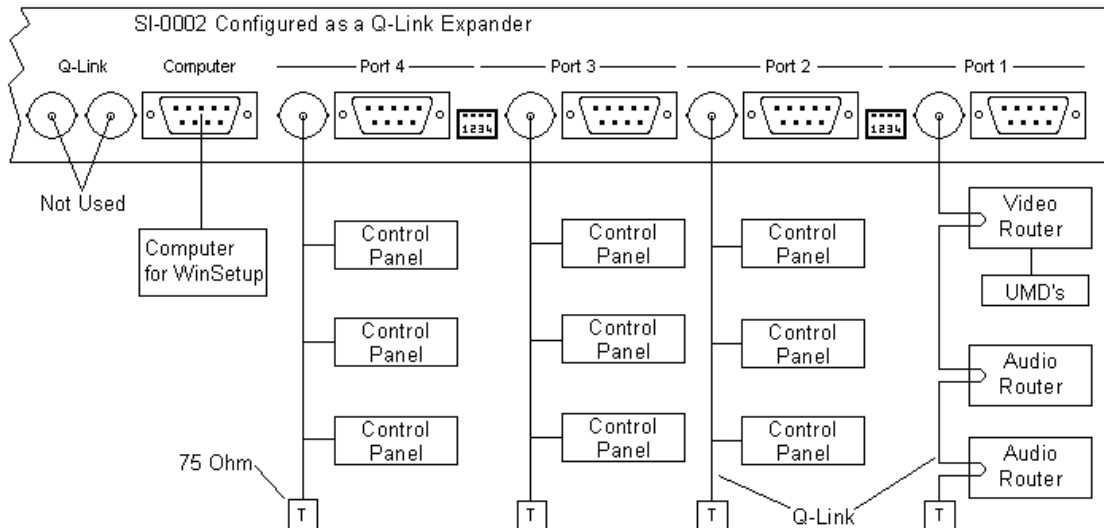 SI-0002 Configured as a Q-Link Expander
Q-Link
Computer
Port 4
Port 3
Port 2
Port 1
1234
1234
Not Used
Computer
for WinSetup
Control
Panel
Control
Panel
Control
Panel
Video
Router
UMD's
Control
Panel
Control
Panel
Control
Panel
Audio
Router
Control
Panel
Control
Panel
Control
Panel
Audio
Router
75 Ohm
T
T
T
Q-Link
T